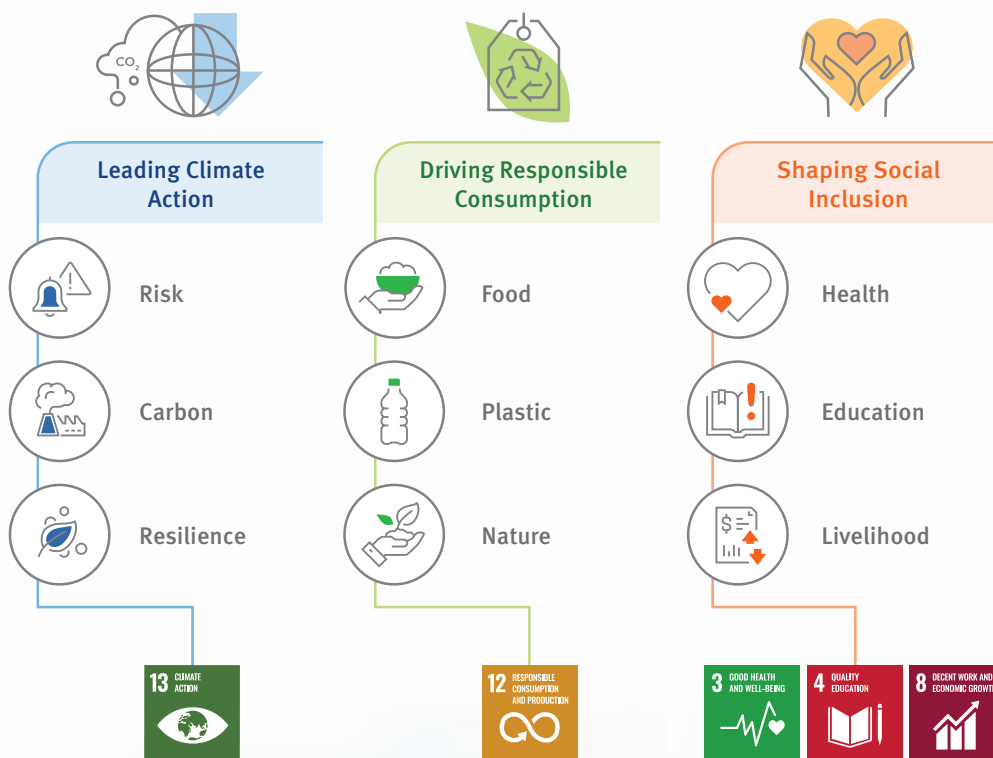 CO2
Leading Climate
Action
Risk
Carbon
Resilience
13 CLIMATE
ACTION
Driving Responsible
Consumption
Food
Plastic
Nature
12 RESPONSIBLE
CONSUMPTION
AND PRODUCTION
Shaping Social
Inclusion
Health
Education
$
Livelihood
3 GOOD HEALTH
AND WELL-BEING
4 QUALITY
EDUCATION
8 DECENT WORK AND
ECONOMIC GROWTH